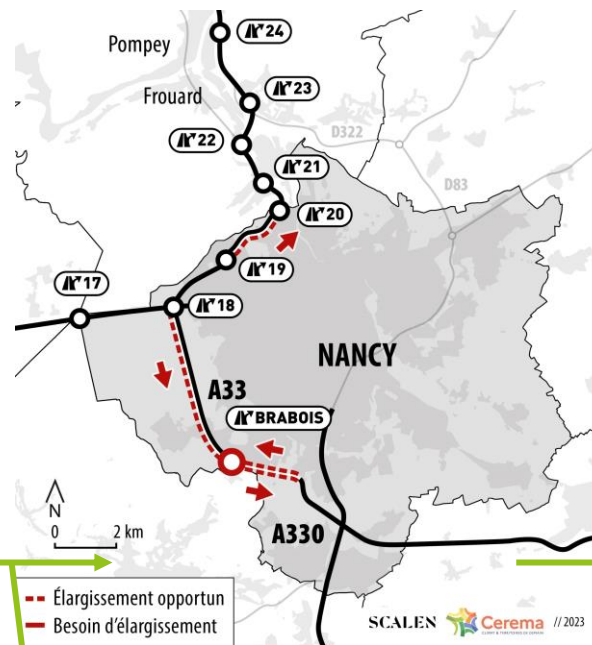 24
Pompey
23
Frouard
22
D322
21
D83
20
19
17
18
NANCY
A33
BRABOIS
N
0 2 km
A330
Élargissement opportun
Besoin d'élargissement
SCALEN Cerema // 2023